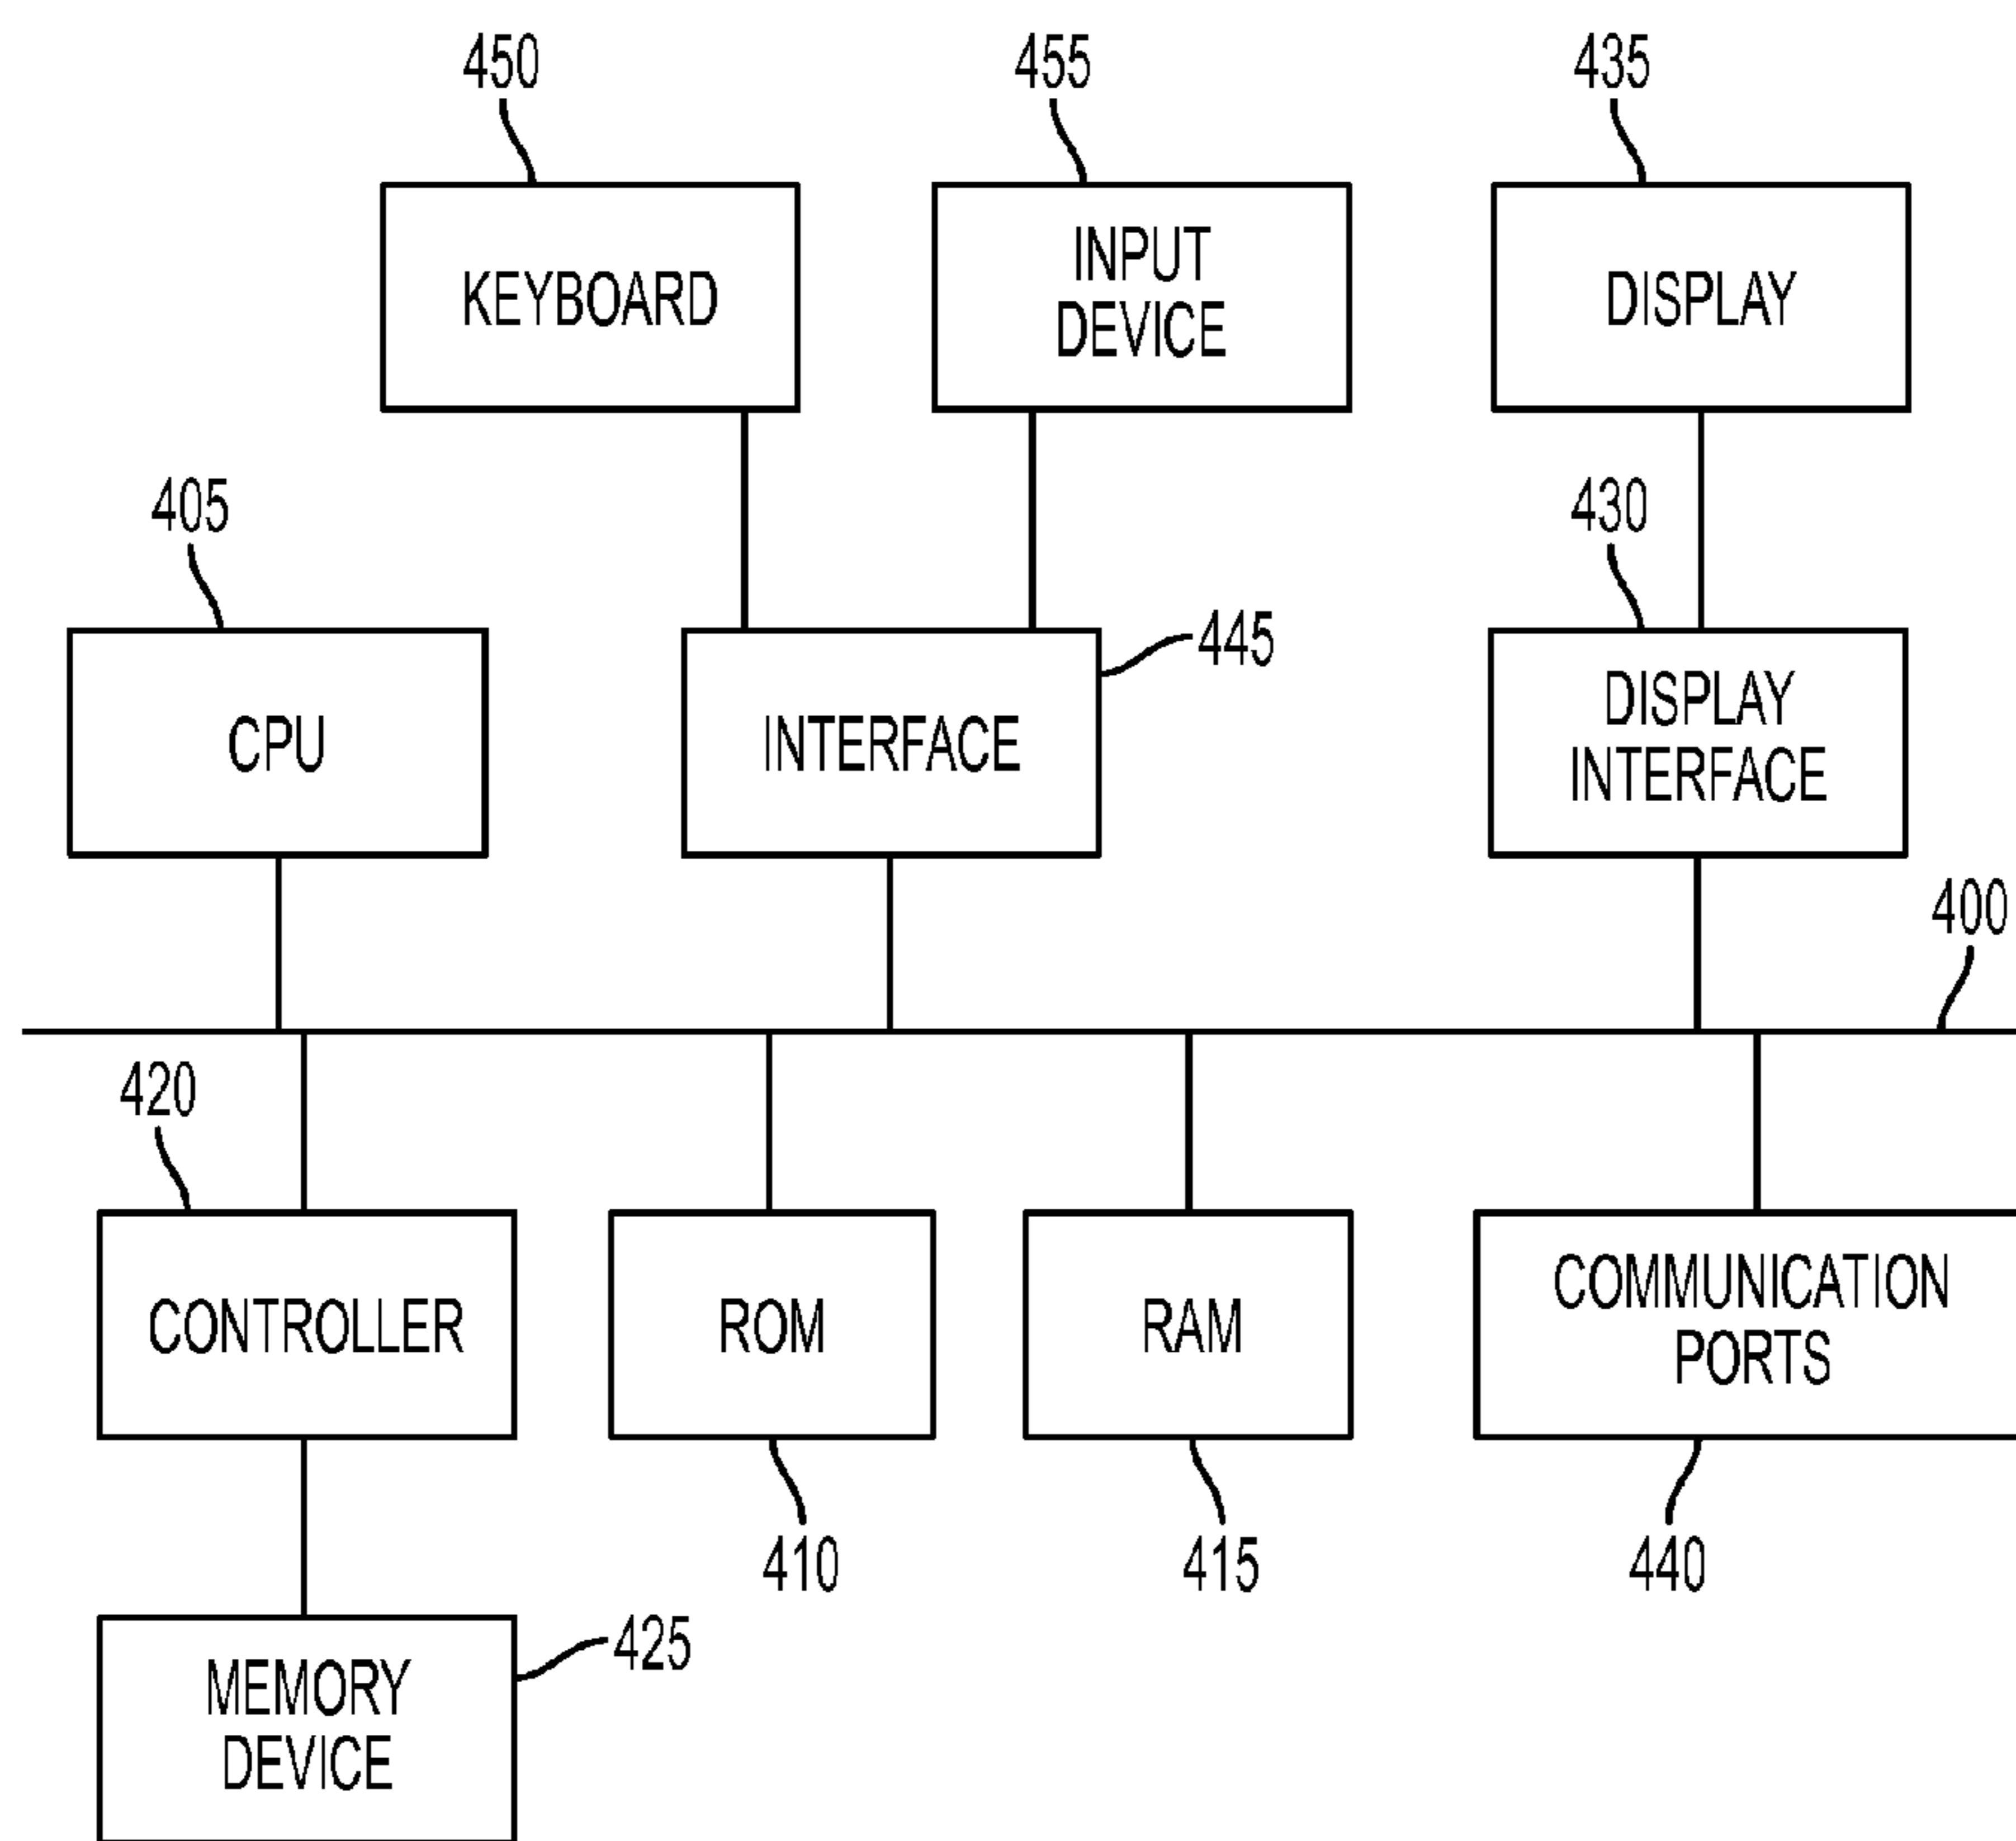 450
455
435
KEYBOARD
INPUT
DEVICE
DISPLAY
405
430
445
CPU
INTERFACE
DISPLAY
INTERFACE
400
420
CONTROLLER
ROM
RAM
COMMUNICATION
PORTS
410
415
440
425
MEMORY
DEVICE